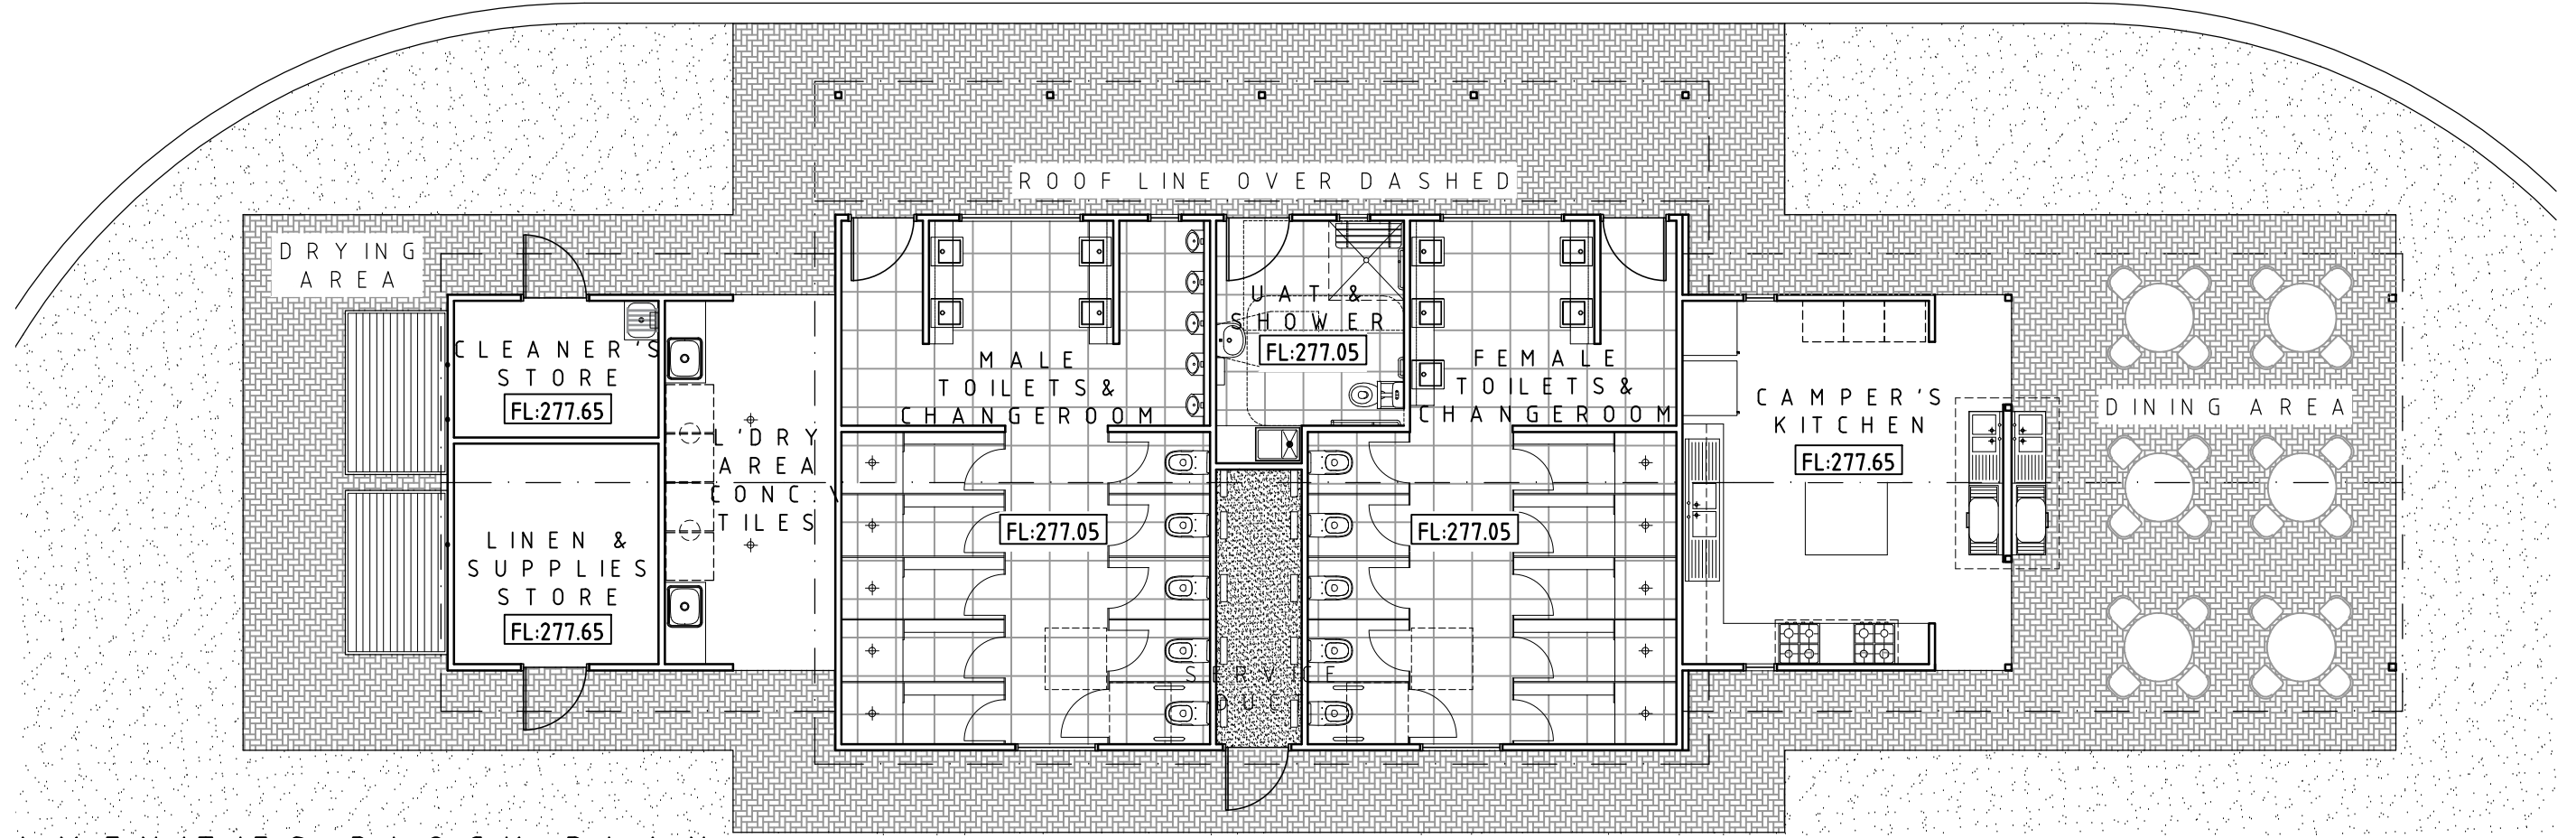 ROOF LINE OVER DASHED
DRYING
AREA
CLEANER'S
STORE
FL:277.65
LINEN &
SUPPLIES
STORE
FL:277.65
L'DRY
AREA
CONC.
TILES
MALE
TOILETS &
CHANGEROOM
FL:277.05
UAT &
SHOWER
FL:277.05
FEMALE
TOILETS &
CHANGEROOM
FL:277.05
SERVICE
DUCT
CAMPER'S
KITCHEN
FL:277.65
DINING AREA